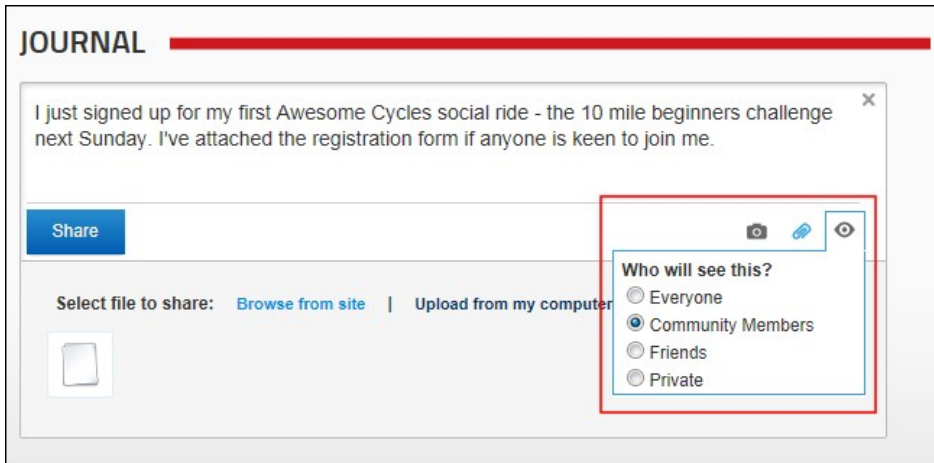 JOURNAL
I just signed up for my first Awesome Cycles social ride - the 10 mile beginners challenge
next Sunday. I've attached the registration form if anyone is keen to join me.
Share
Who will see this?
Everyone
Community Members
Friends
Private
Select file to share: Browse from site | Upload from my computer